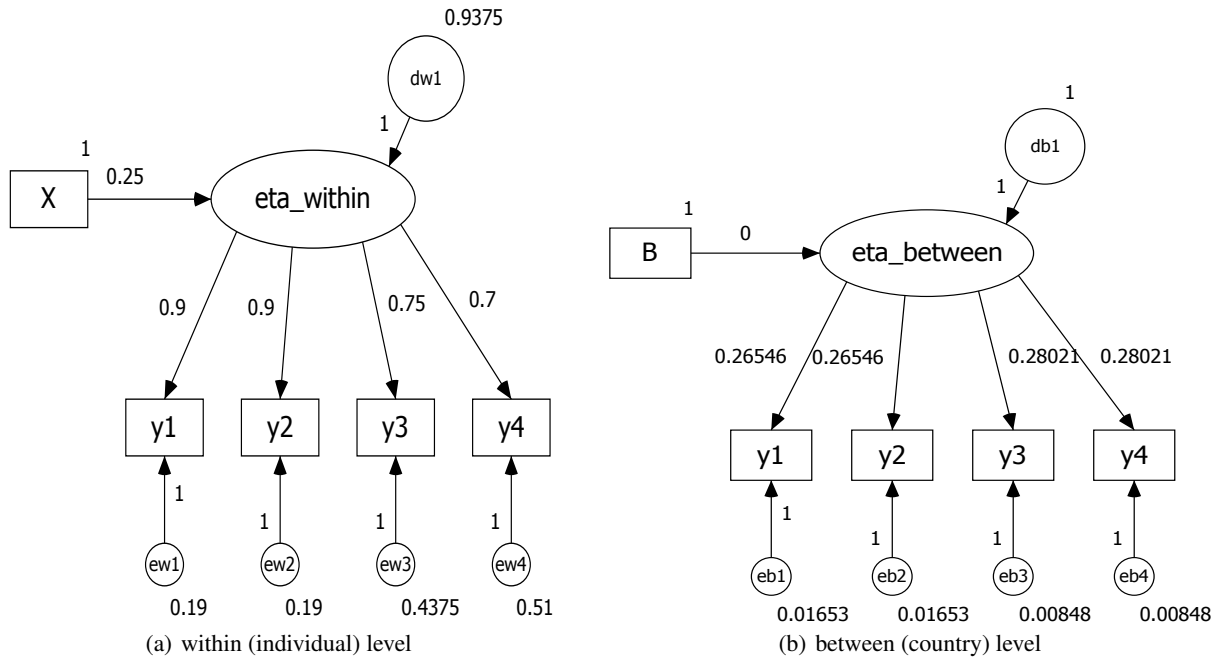 0.9375
dw1
1
1
0.25
X
eta_within
0.9
0.9
0.75
0.7
y1
y2
y3
y4
1
1
1
1
ew1
ew2
ew3
ew4
0.19
0.19
0.4375
0.51
(a) within (individual) level
1
db1
1
1
0
B
eta_between
0.26546
0.26546
0.28021
0.28021
y1
y2
y3
y4
1
1
1
1
eb1
eb2
eb3
eb4
0.01653
0.01653
0.00848
0.00848
(b) between (country) level